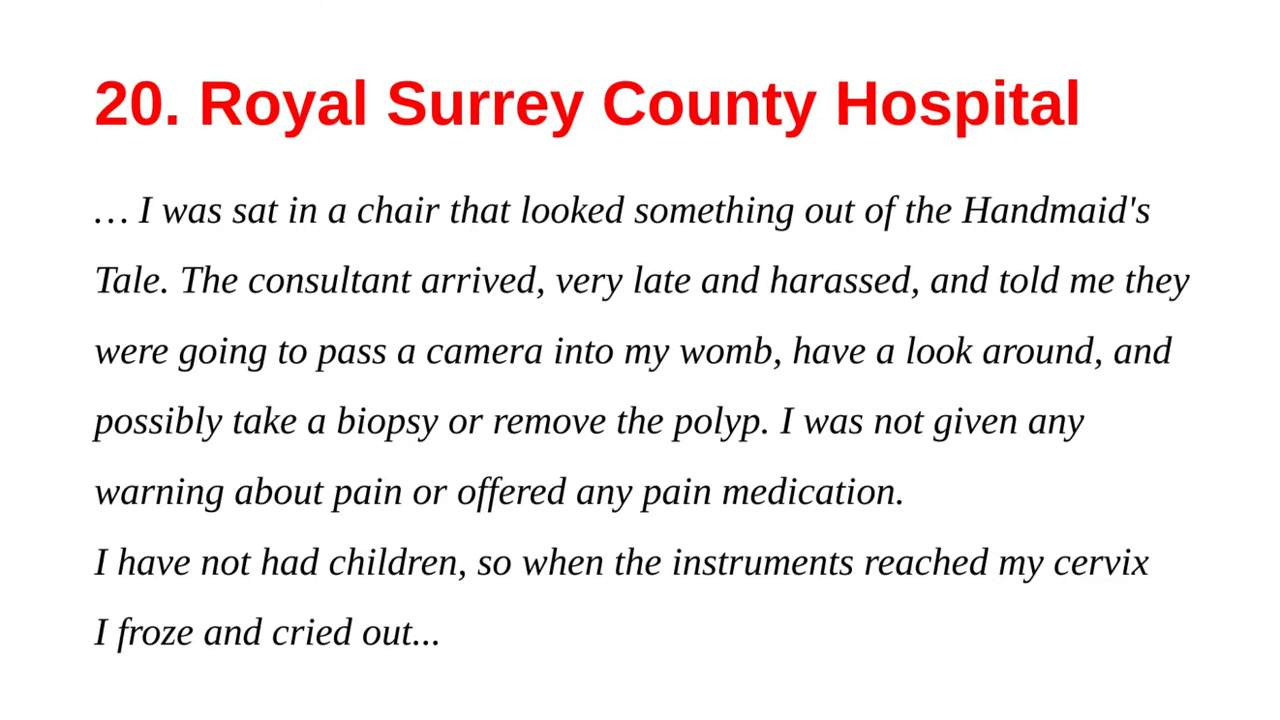 20. Royal Surrey County Hospital
… I was sat in a chair that looked something out of the Handmaid's
Tale. The consultant arrived, very late and harassed, and told me they
were going to pass a camera into my womb, have a look around, and
possibly take a biopsy or remove the polyp. I was not given any
warning about pain or offered any pain medication.
I have not had children, so when the instruments reached my cervix
I froze and cried out...